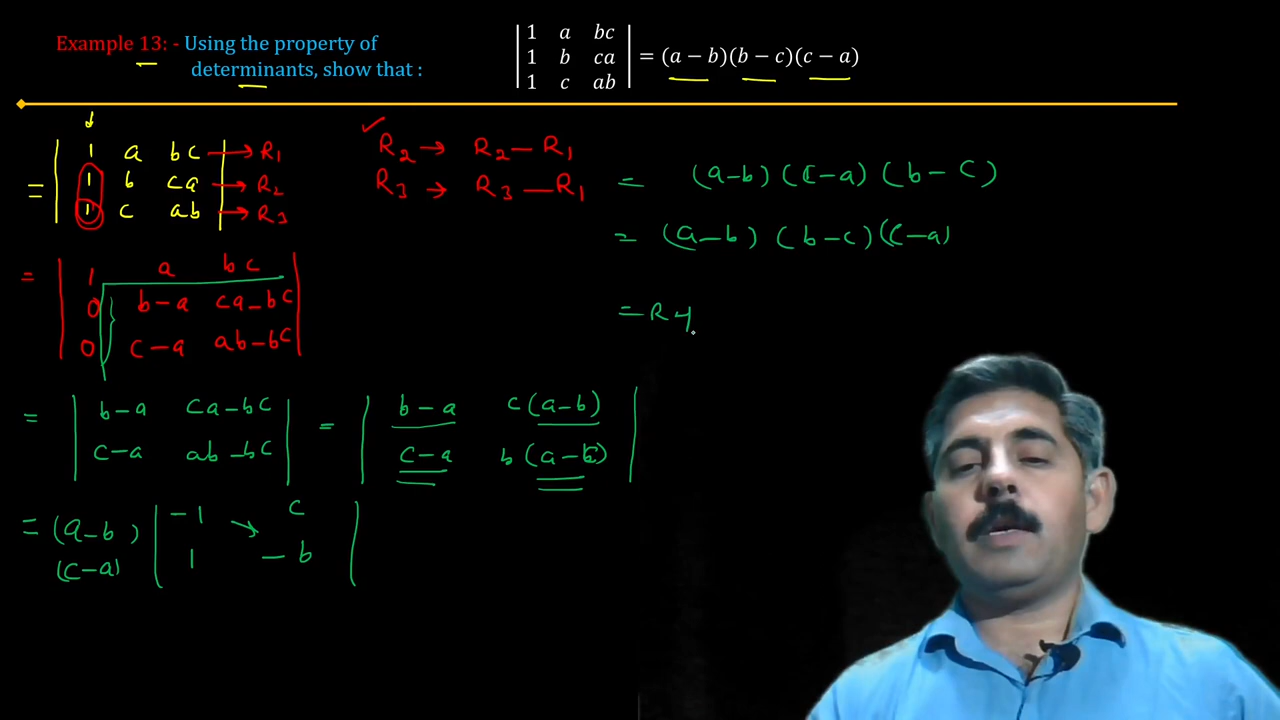 Example 13: - Using the property of
determinants, show that :
| 1 a bc |
| 1 b ca | = (a − b)(b − c)(c − a)
| 1 c ab |
= | 1 a bc | → R₁
| 1 b ca | → R₂
| 1 c ab | → R₃
✓ R₂ → R₂ − R₁
R₃ → R₃ − R₁
= | 1 a bc |
| 0 b−a ca−bc |
| 0 c−a ab−bc |
= | b−a ca−bc | = | b−a c(a−b) |
| c−a ab−bc | | c−a b(a−c) |
= (a−b) | −1 c |
(c−a) | 1 −b |
= (a−b) (c−a) (b−c)
= (a−b) (b−c) (c−a)
= R4